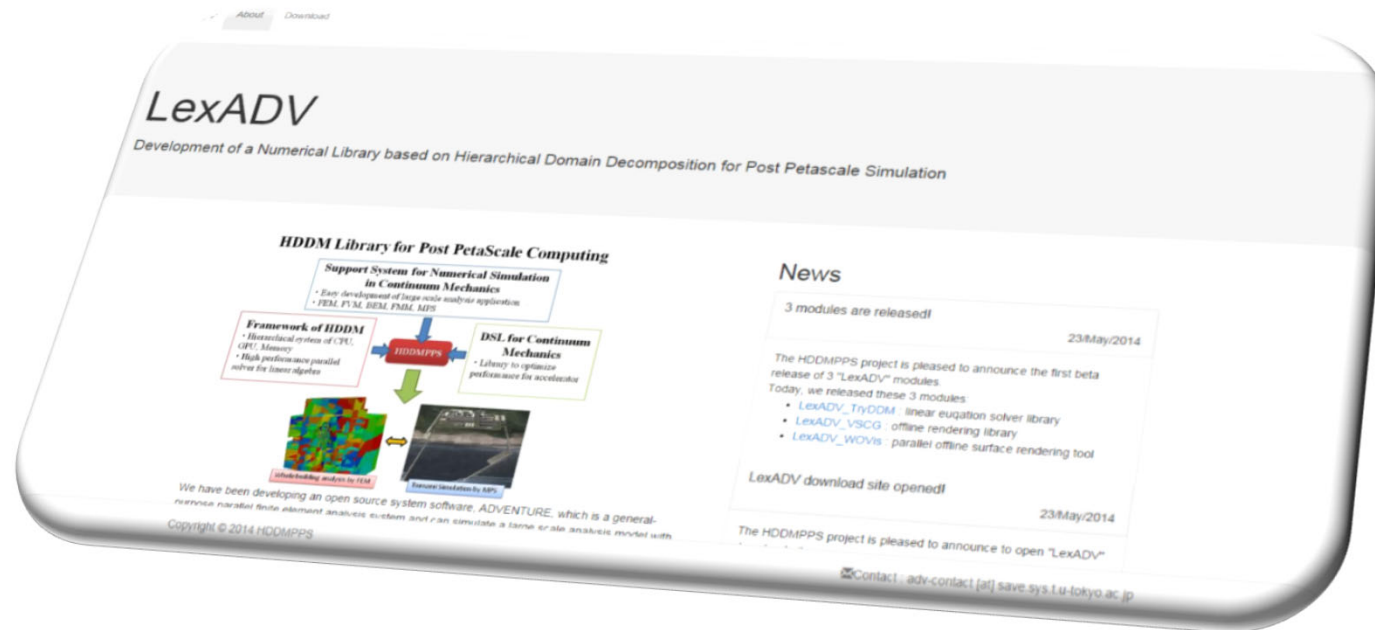 About Download
LexADV
Development of a Numerical Library based on Hierarchical Domain Decomposition for Post Petascale Simulation
HDDM Library for Post PetaScale Computing
Support System for Numerical Simulation
in Continuum Mechanics
・Easy development of large scale analysis application
・FEM, FVM, BEM, FMM, MPS
Framework of HDDM
・Hierarchical system of CPU,
GPU, Memory
・High performance parallel
solver for linear algebra
HDDMPPS
DSL for Continuum
Mechanics
・Library to optimize
performance for accelerator
Whole building analysis by FEM
Tsunami Simulation by MPS
We have been developing an open source system software, ADVENTURE, which is a general-
purpose parallel finite element analysis system and can simulate a large scale analysis model with
Copyright © 2014 HDDMPPS
News
3 modules are released!
23/May/2014
The HDDMPPS project is pleased to announce the first beta
release of 3 "LexADV" modules.
Today, we released these 3 modules.
• LexADV_TryDDM : linear euqation solver library
• LexADV_VSCG : offline rendering library
• LexADV_WOVis : parallel offline surface rendering tool
LexADV download site opened!
23/May/2014
The HDDMPPS project is pleased to announce to open "LexADV"
Contact : adv-contact [at] save.sys.t.u-tokyo.ac.jp